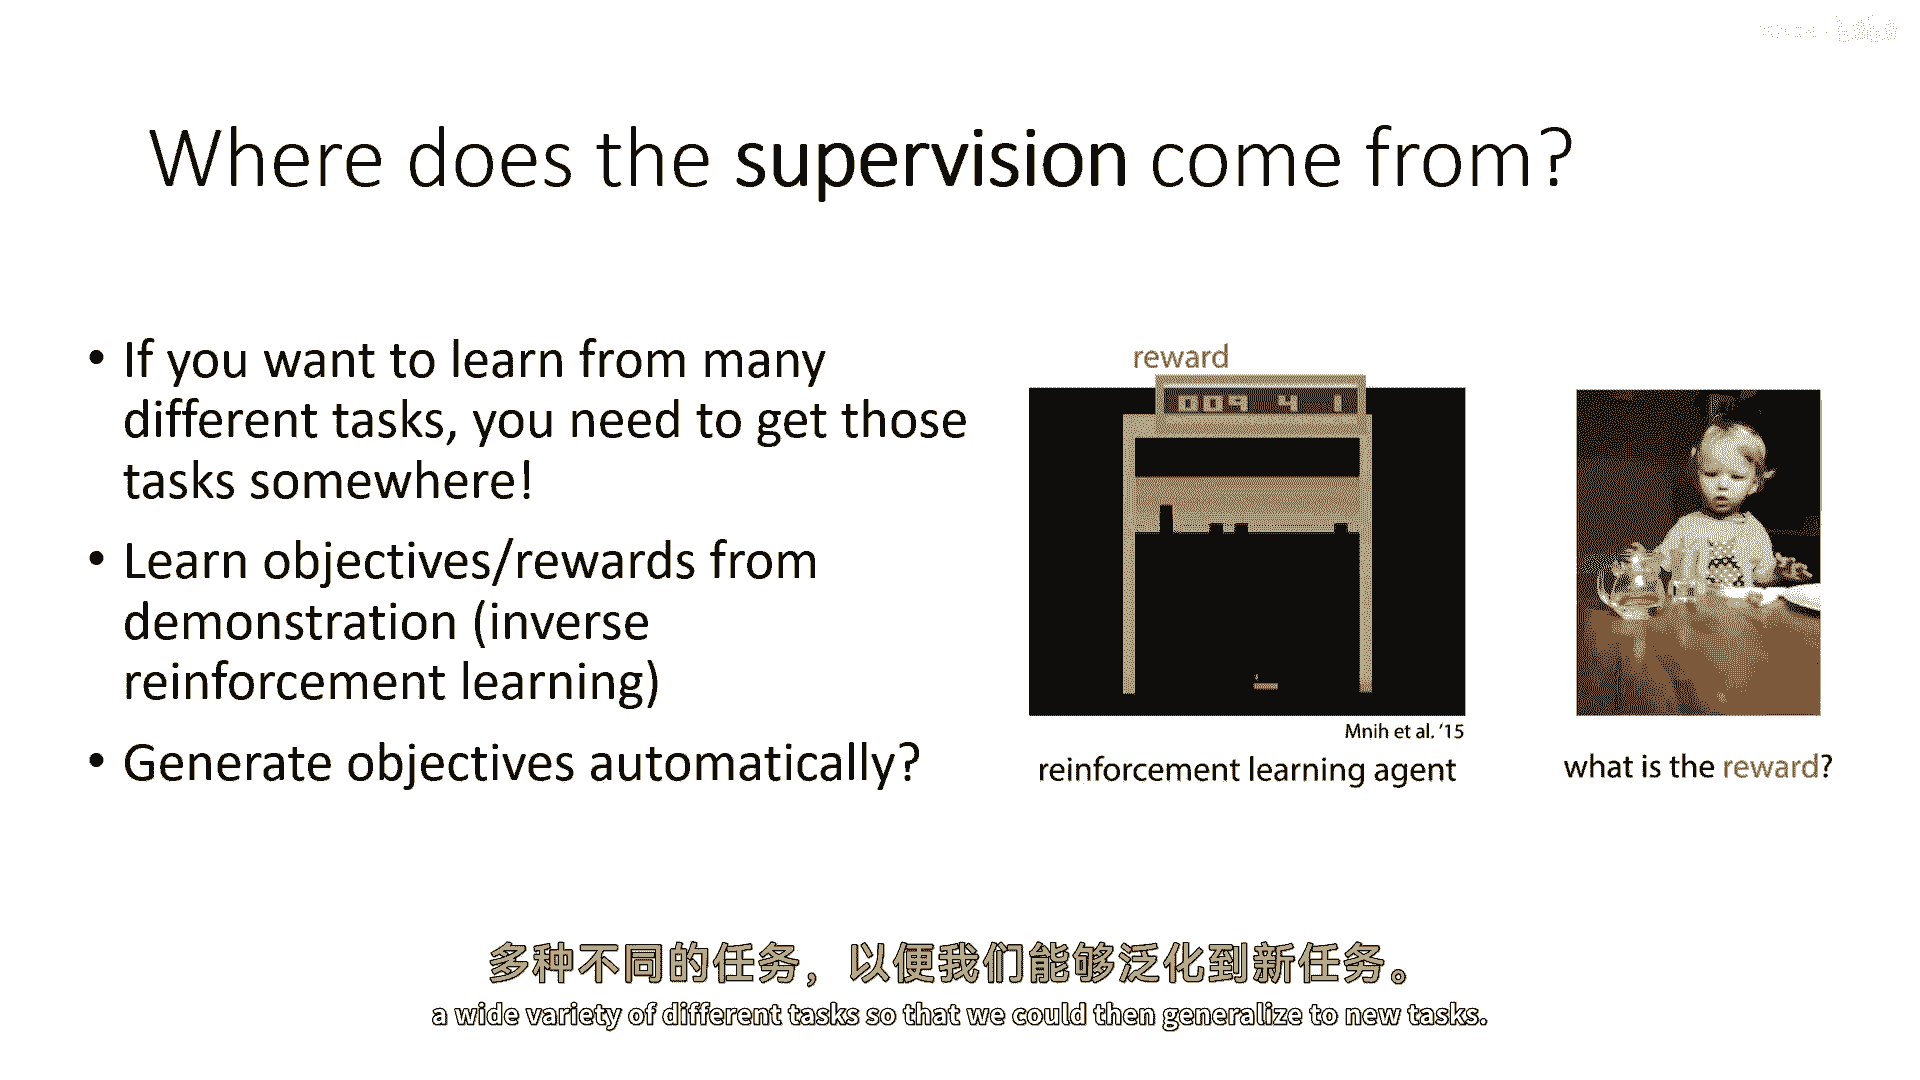 Where does the supervision come from?
• If you want to learn from many
different tasks, you need to get those
tasks somewhere!
• Learn objectives/rewards from
demonstration (inverse
reinforcement learning)
• Generate objectives automatically?
reward
009 4 1
Mnih et al. '15
reinforcement learning agent
what is the reward?
多种不同的任务，以便我们能够泛化到新任务。
a wide variety of different tasks so that we could then generalize to new tasks.